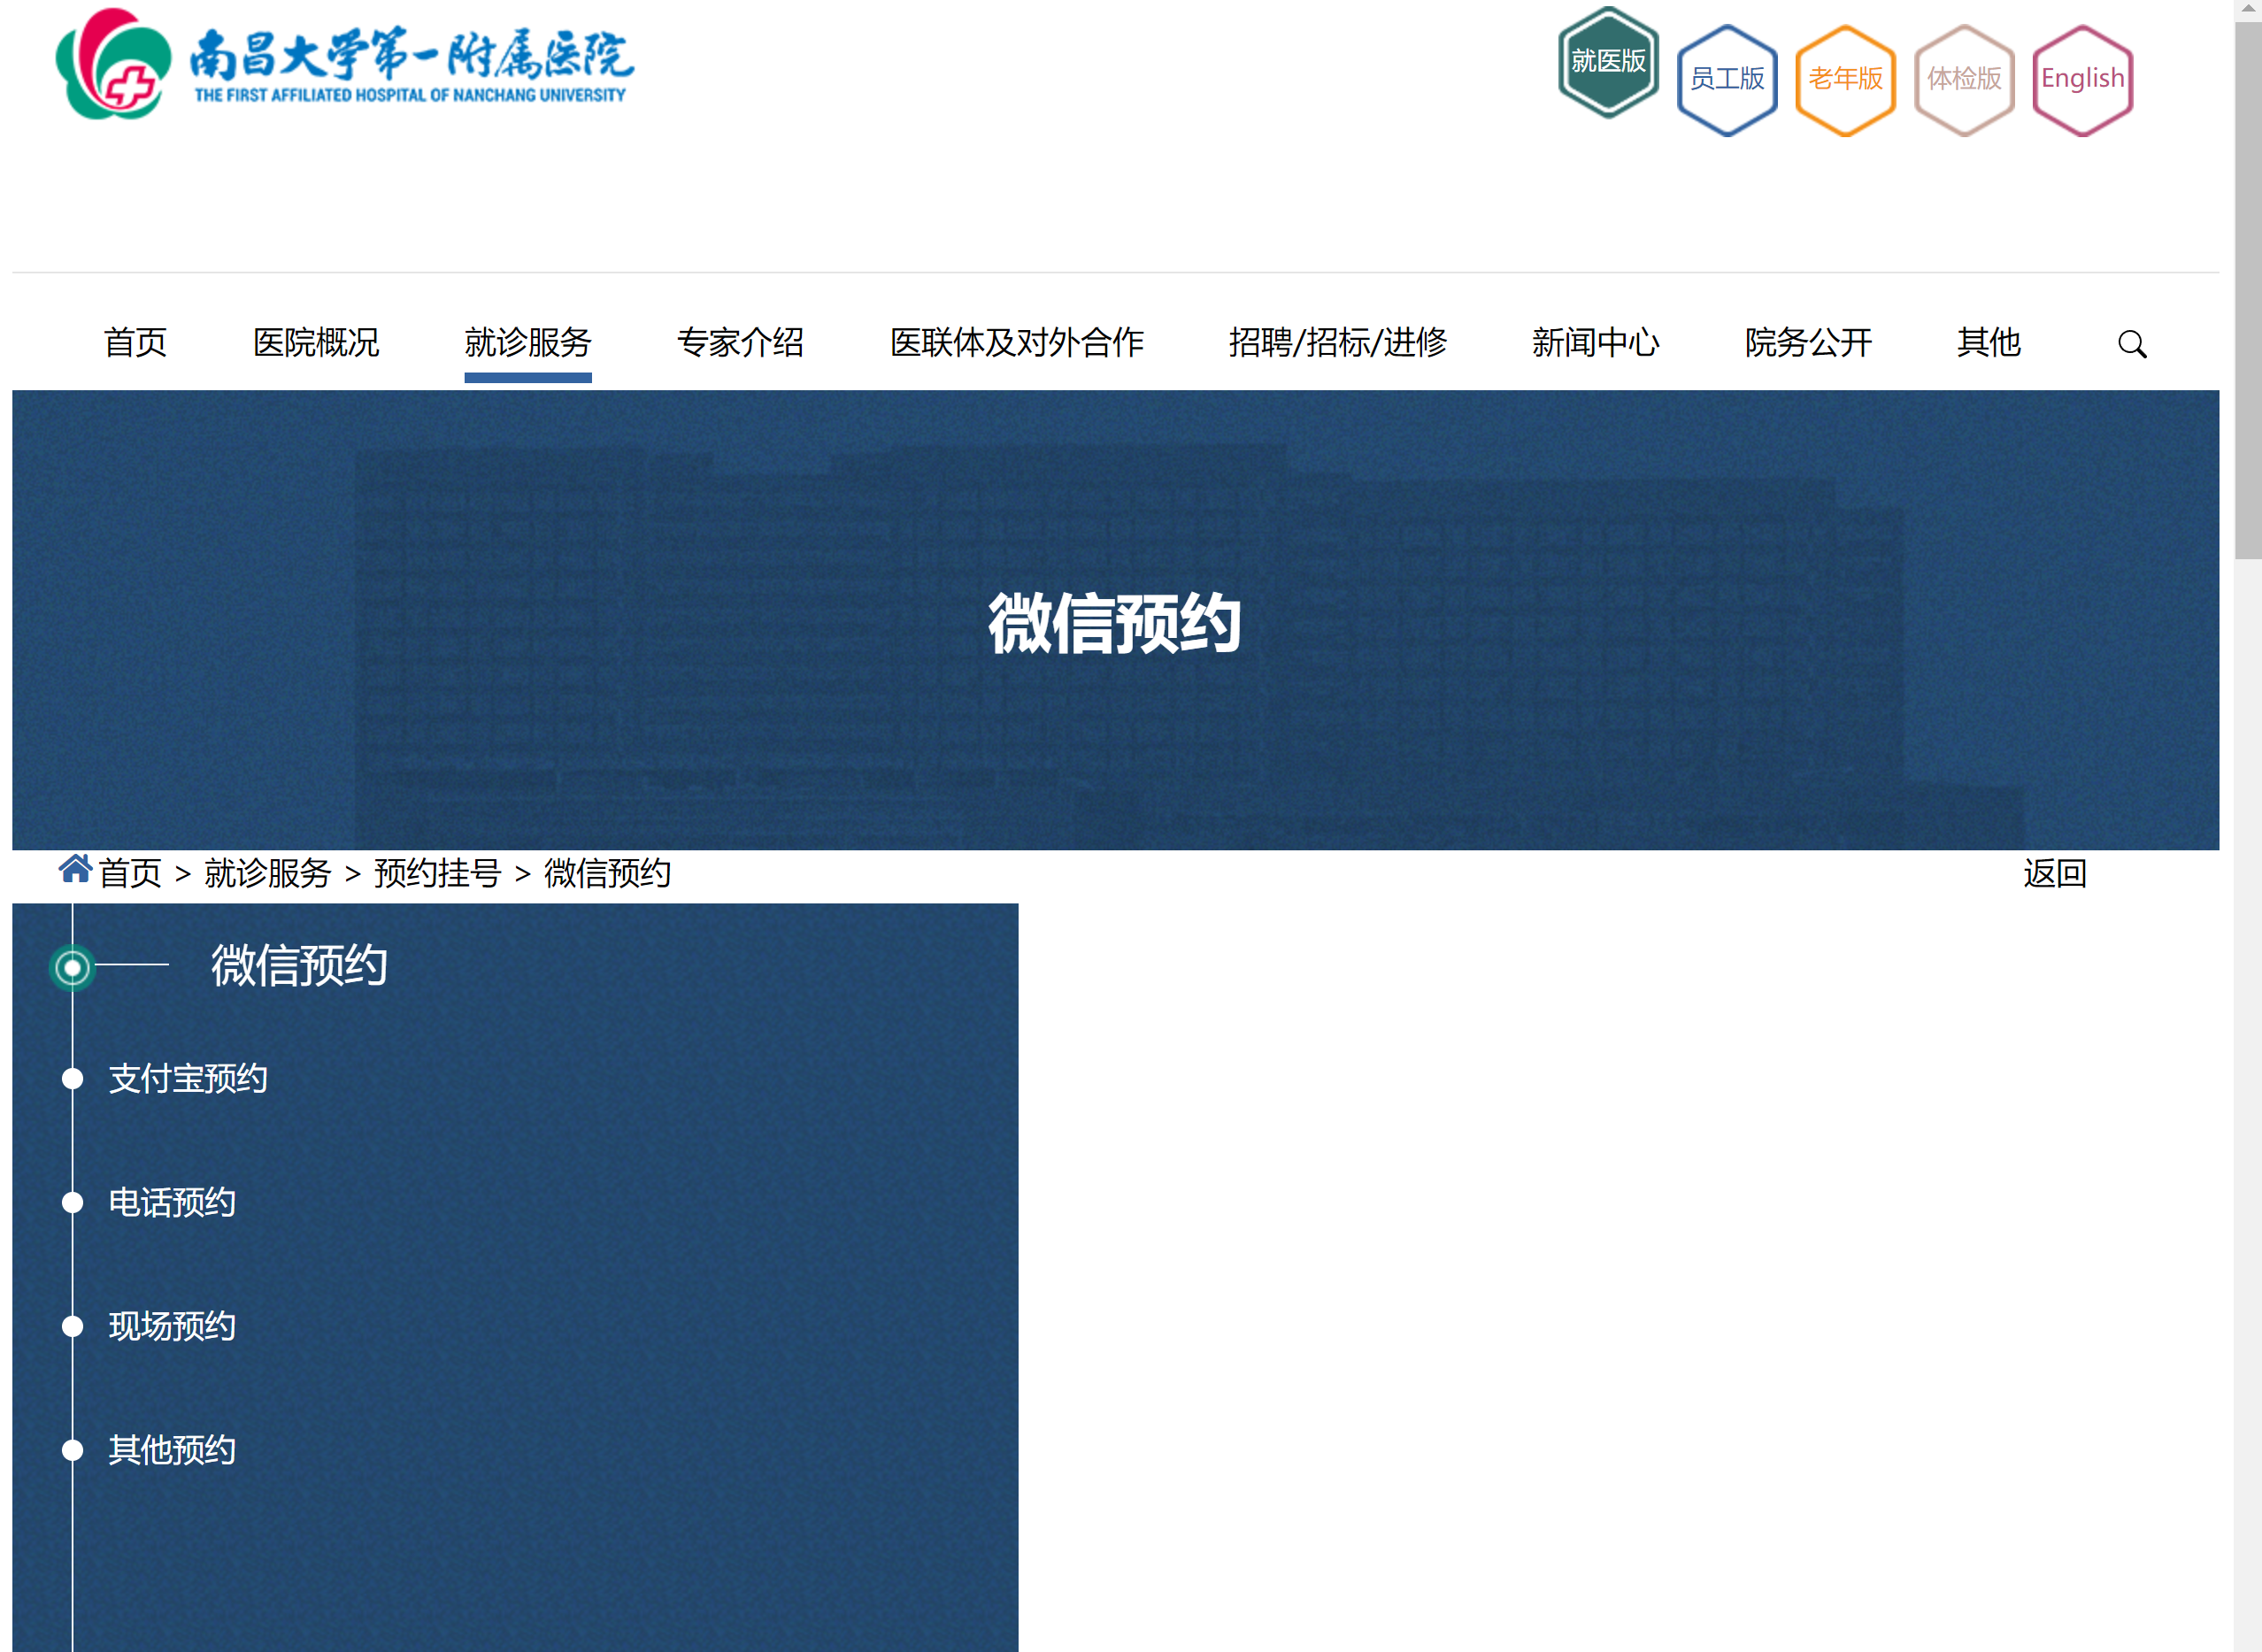 南昌大学第一附属医院
THE FIRST AFFILIATED HOSPITAL OF NANCHANG UNIVERSITY
就医版 员工版 老年版 体检版 English
首页 医院概况 就诊服务 专家介绍 医联体及对外合作 招聘/招标/进修 新闻中心 院务公开 其他
微信预约
首页 > 就诊服务 > 预约挂号 > 微信预约 返回
微信预约
支付宝预约
电话预约
现场预约
其他预约